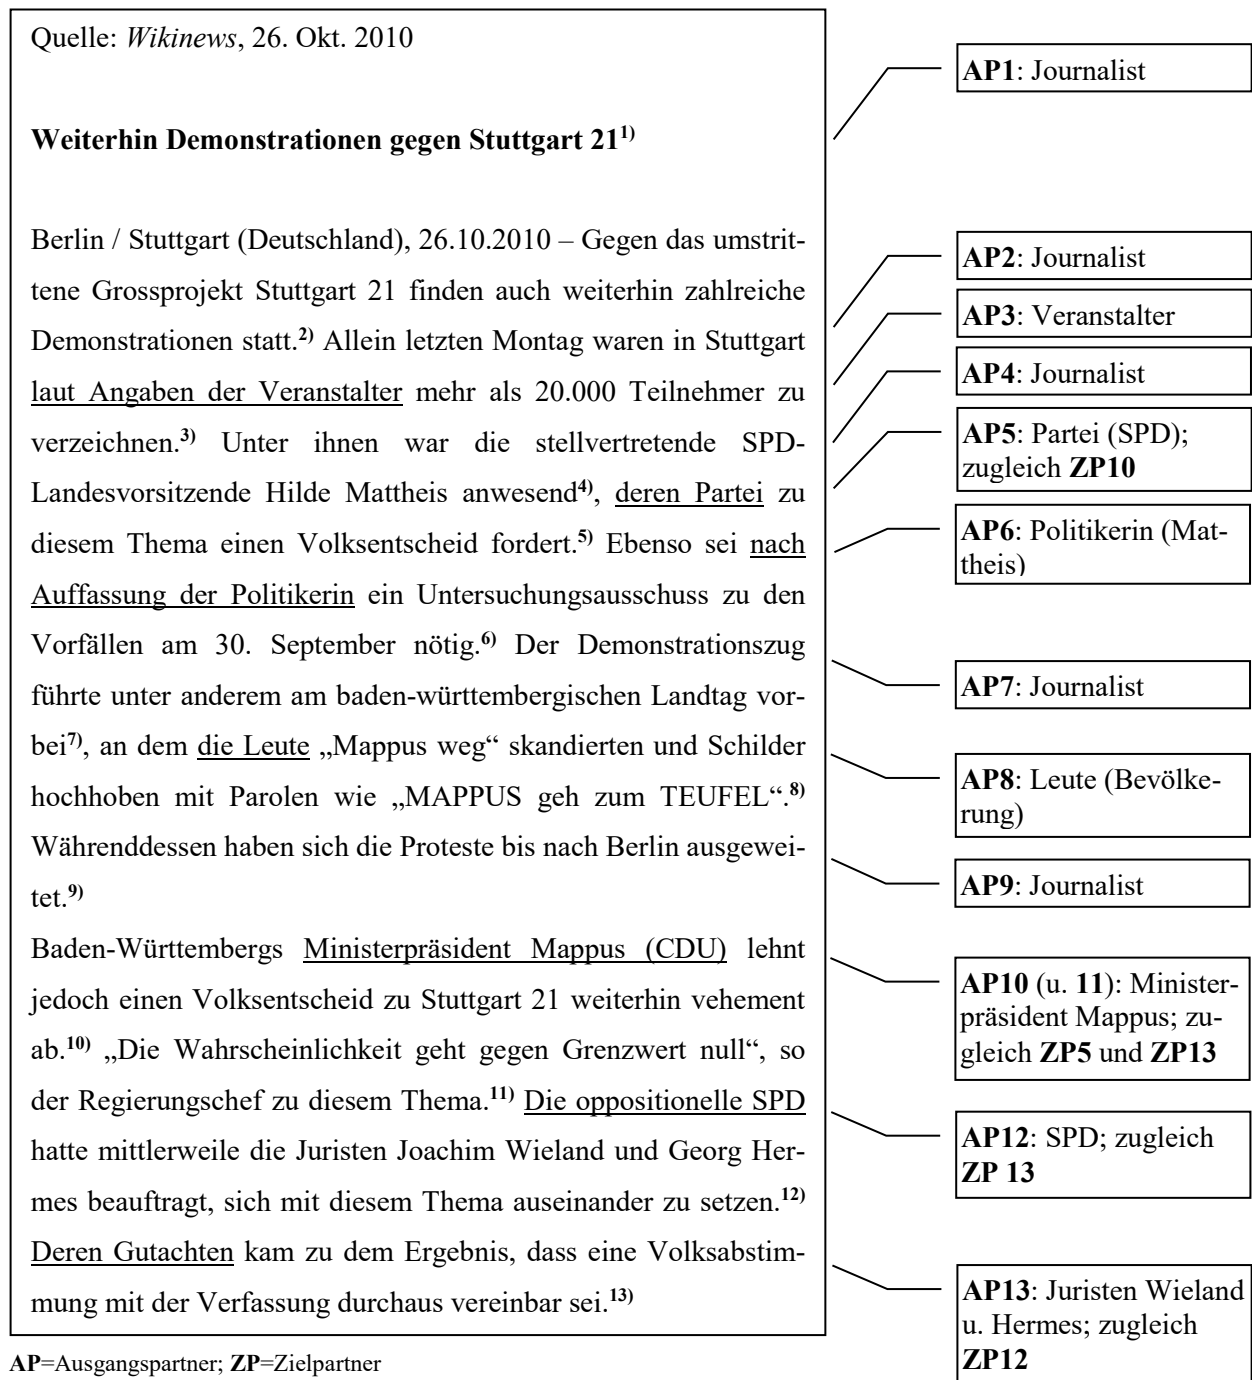 Quelle: Wikinews, 26. Okt. 2010
Weiterhin Demonstrationen gegen Stuttgart 21¹⁾
Berlin / Stuttgart (Deutschland), 26.10.2010 – Gegen das umstrit-
tene Grossprojekt Stuttgart 21 finden auch weiterhin zahlreiche
Demonstrationen statt.²⁾ Allein letzten Montag waren in Stuttgart
laut Angaben der Veranstalter mehr als 20.000 Teilnehmer zu
verzeichnen.³⁾ Unter ihnen war die stellvertretende SPD-
Landesvorsitzende Hilde Mattheis anwesend⁴⁾, deren Partei zu
diesem Thema einen Volksentscheid fordert.⁵⁾ Ebenso sei nach
Auffassung der Politikerin ein Untersuchungsausschuss zu den
Vorfällen am 30. September nötig.⁶⁾ Der Demonstrationszug
führte unter anderem am baden-württembergischen Landtag vor-
bei⁷⁾, an dem die Leute „Mappus weg“ skandierten und Schilder
hochhoben mit Parolen wie „MAPPUS geh zum TEUFEL“.⁸⁾
Währenddessen haben sich die Proteste bis nach Berlin ausgewei-
tet.⁹⁾
Baden-Württembergs Ministerpräsident Mappus (CDU) lehnt
jedoch einen Volksentscheid zu Stuttgart 21 weiterhin vehement
ab.¹⁰⁾ „Die Wahrscheinlichkeit geht gegen Grenzwert null“, so
der Regierungschef zu diesem Thema.¹¹⁾ Die oppositionelle SPD
hatte mittlerweile die Juristen Joachim Wieland und Georg Her-
mes beauftragt, sich mit diesem Thema auseinander zu setzen.¹²⁾
Deren Gutachten kam zu dem Ergebnis, dass eine Volksabstim-
mung mit der Verfassung durchaus vereinbar sei.¹³⁾
AP1: Journalist
AP2: Journalist
AP3: Veranstalter
AP4: Journalist
AP5: Partei (SPD);
zugleich ZP10
AP6: Politikerin (Mat-
theis)
AP7: Journalist
AP8: Leute (Bevölke-
rung)
AP9: Journalist
AP10 (u. 11): Minister-
präsident Mappus; zu-
gleich ZP5 und ZP13
AP12: SPD; zugleich
ZP 13
AP13: Juristen Wieland
u. Hermes; zugleich
ZP12
AP=Ausgangspartner; ZP=Zielpartner